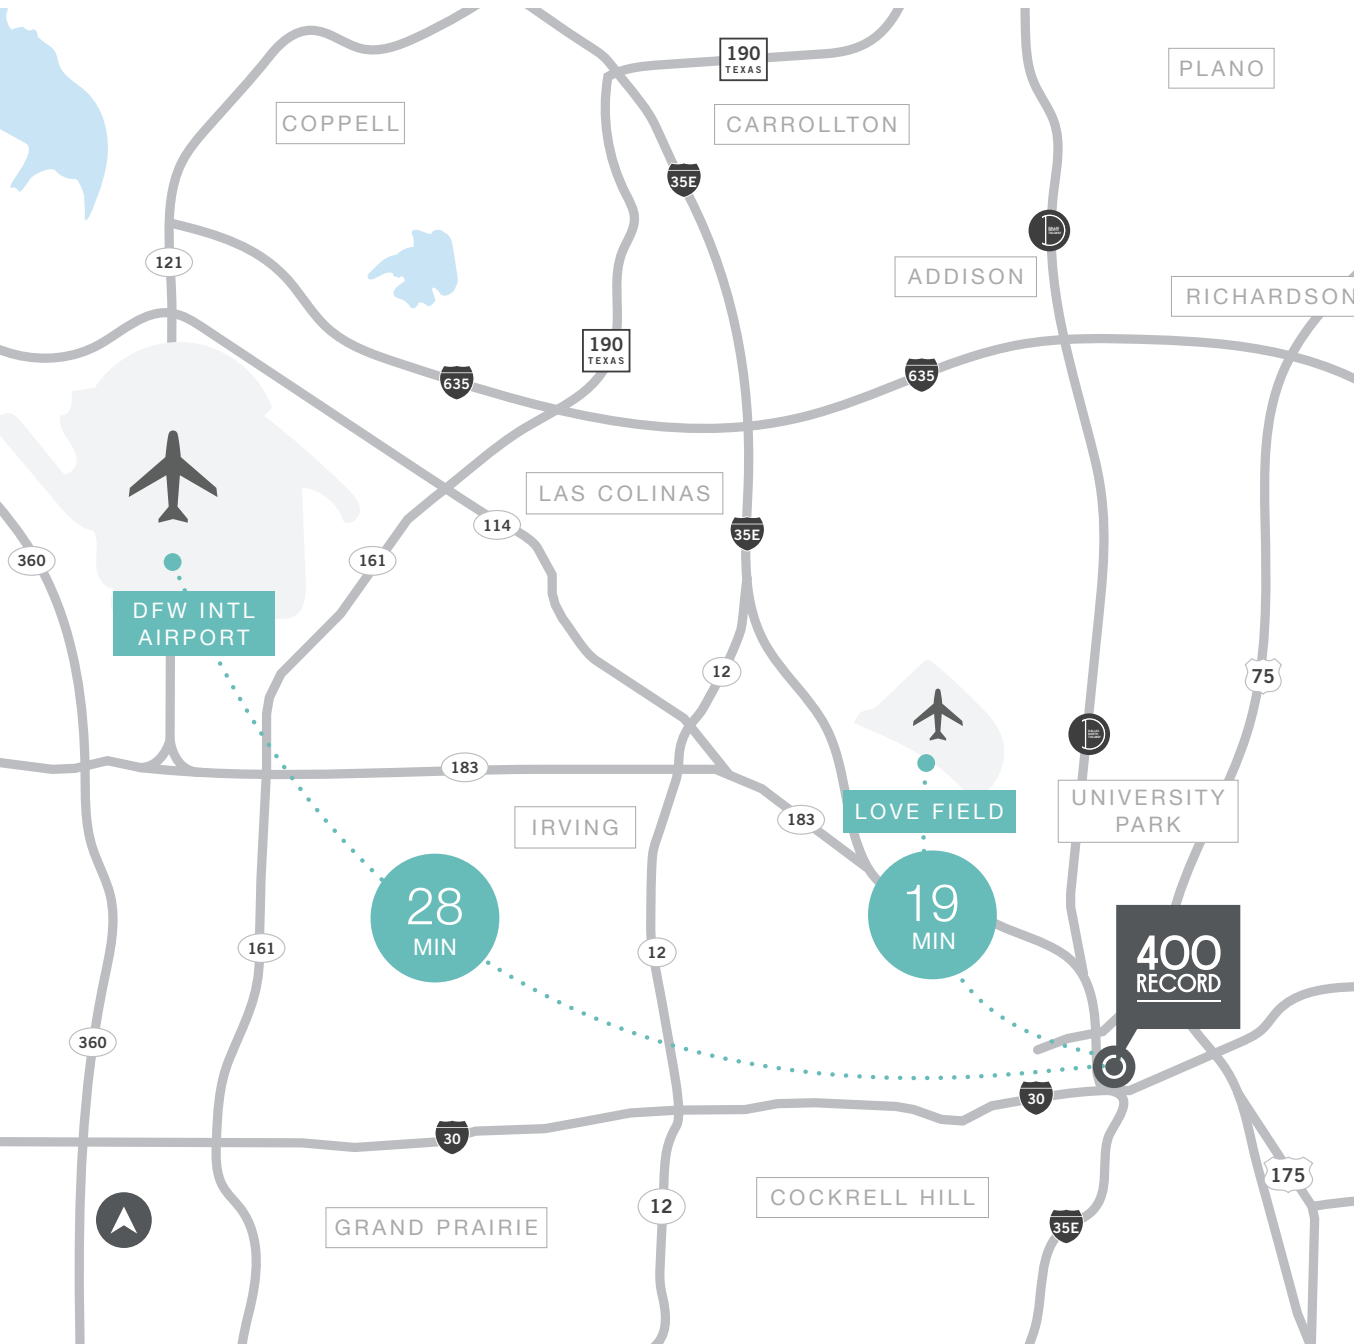 190
TEXAS
PLANO
COPPELL
CARROLLTON
35E
121
ADDISON
RICHARDSON
190
TEXAS
635
635
LAS COLINAS
114
35E
360
161
DFW INTL
AIRPORT
12
75
183
UNIVERSITY
PARK
LOVE FIELD
183
IRVING
28
MIN
19
MIN
161
12
400
RECORD
360
30
30
175
COCKRELL HILL
12
GRAND PRAIRIE
35E